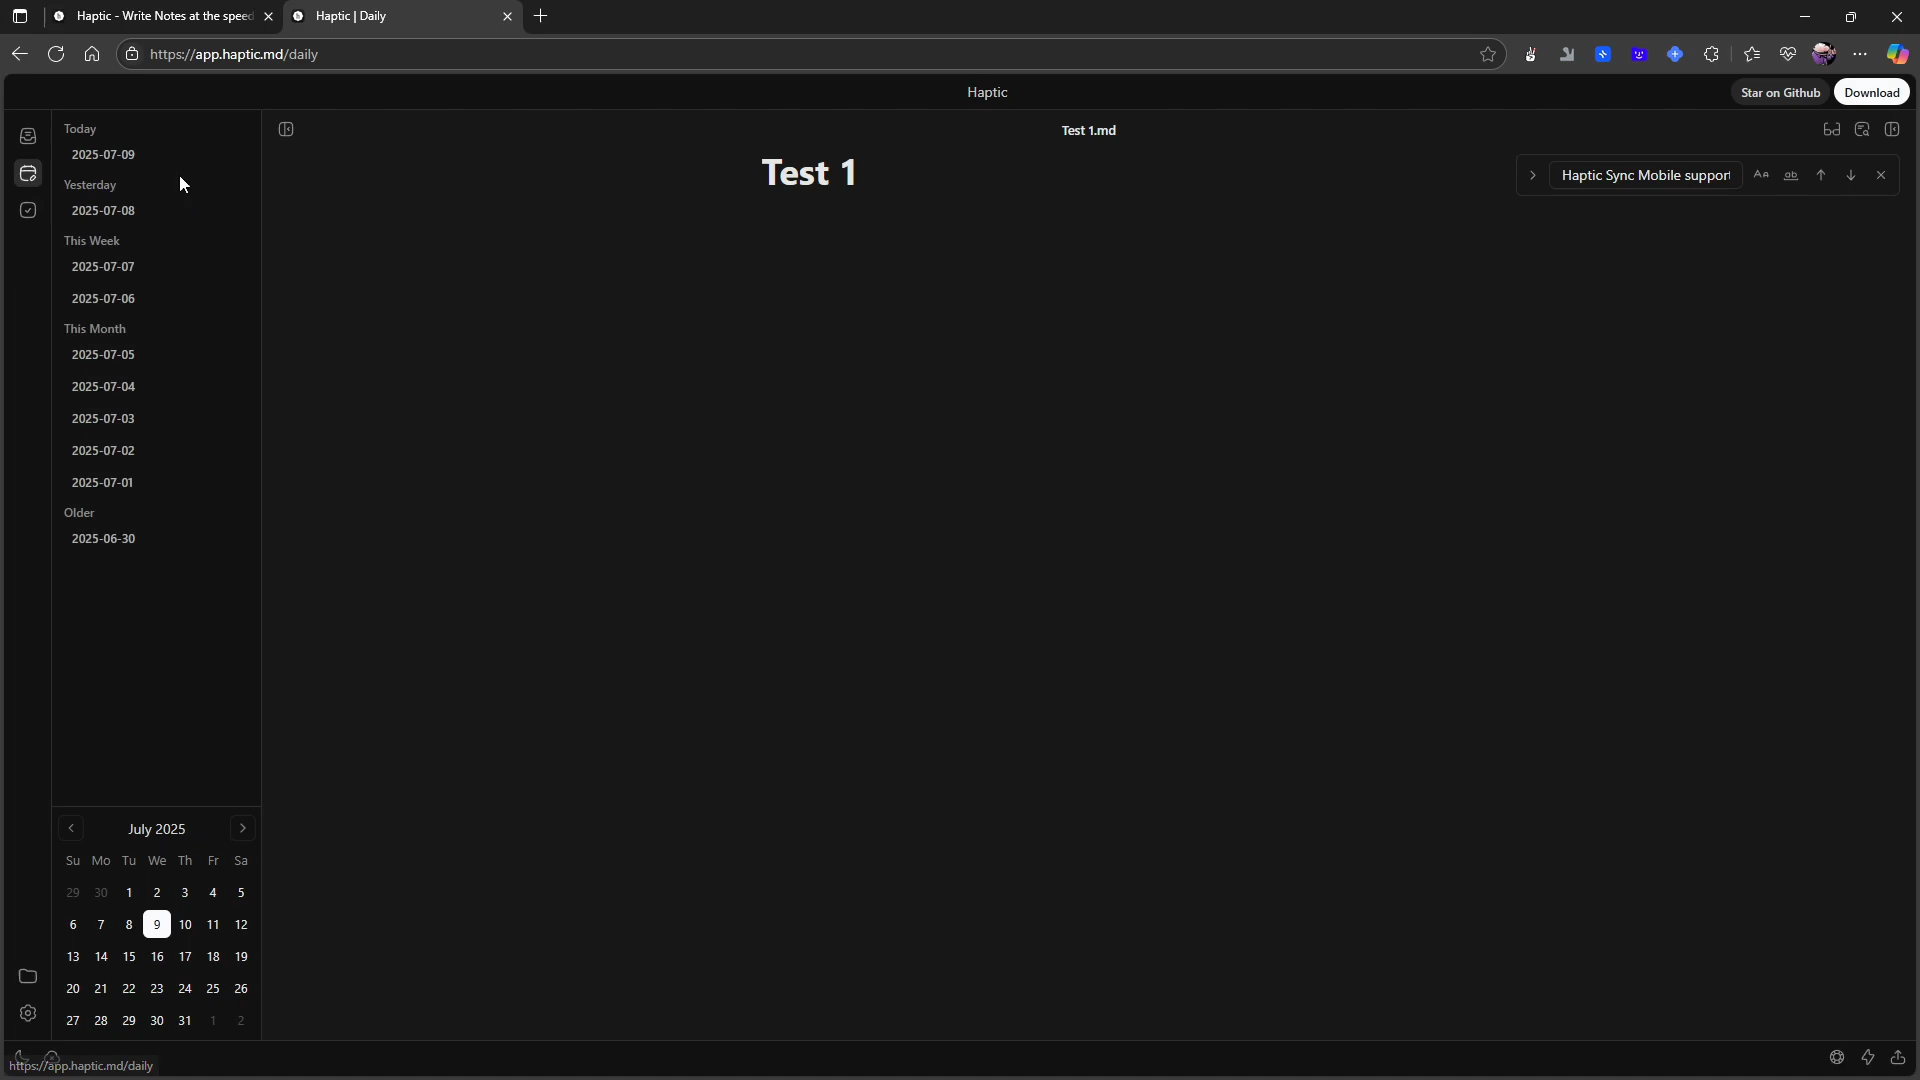 Haptic - Write Notes at the speed
Haptic | Daily
https://app.haptic.md/daily
Haptic
Star on Github
Download
Today
2025-07-09
Yesterday
2025-07-08
This Week
2025-07-07
2025-07-06
This Month
2025-07-05
2025-07-04
2025-07-03
2025-07-02
2025-07-01
Older
2025-06-30
Test 1.md
Test 1
Haptic Sync Mobile support
Aa
ab
July 2025
Su Mo Tu We Th Fr Sa
29 30 1 2 3 4 5
6 7 8 9 10 11 12
13 14 15 16 17 18 19
20 21 22 23 24 25 26
27 28 29 30 31 1 2
https://app.haptic.md/daily